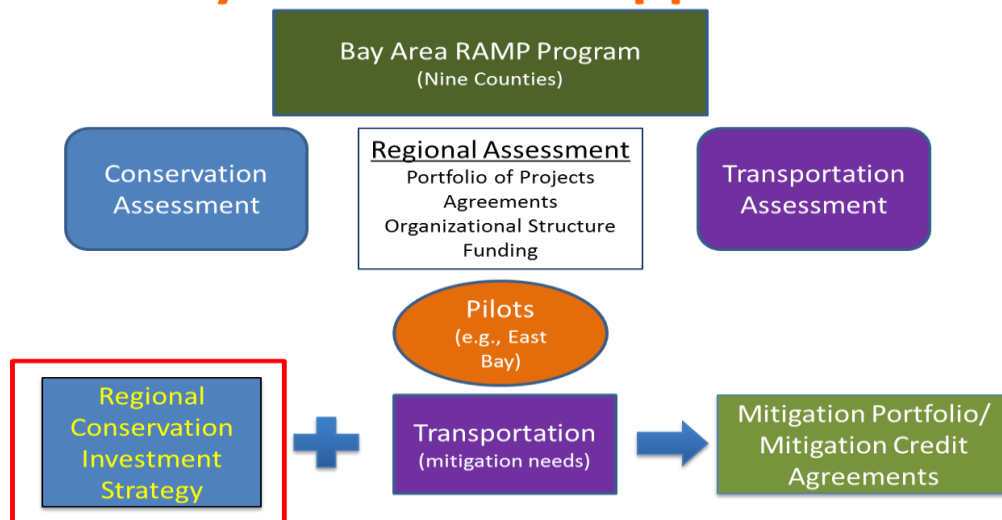 Bay Area RAMP Program
(Nine Counties)
Conservation
Assessment
Regional Assessment
Portfolio of Projects
Agreements
Organizational Structure
Funding
Transportation
Assessment
Pilots
(e.g., East
Bay)
Regional
Conservation
Investment
Strategy
Transportation
(mitigation needs)
Mitigation Portfolio/
Mitigation Credit
Agreements